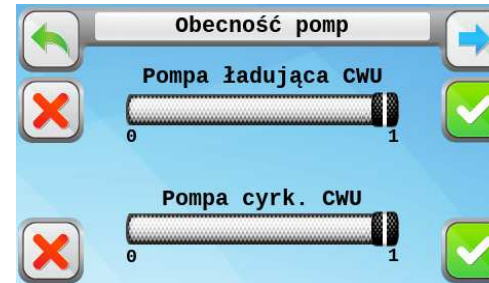 Obecność pomp
Pompa ładująca CWU
0 1
Pompa cyrk. CWU
0 1